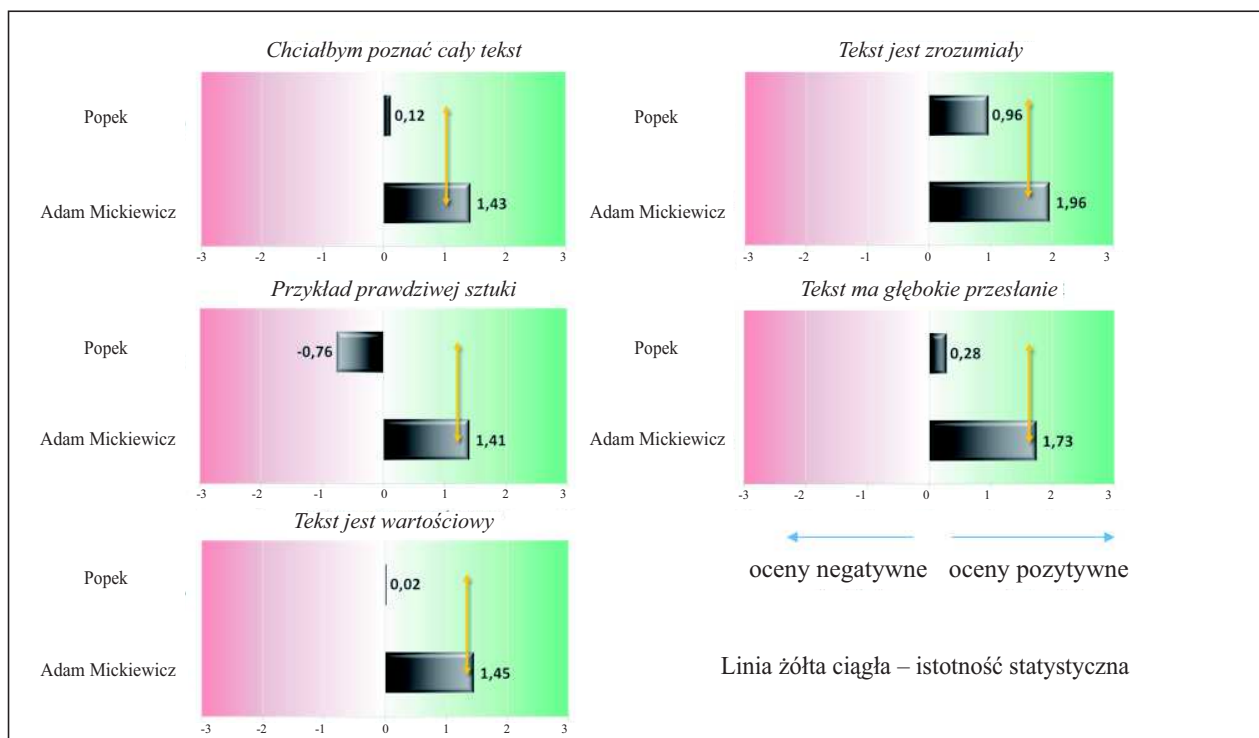 Chciałbym poznać cały tekst
Popek
0,12
Adam Mickiewicz
1,43
-3 -2 -1 0 1 2 3
Tekst jest zrozumiały
Popek
0,96
Adam Mickiewicz
1,96
-3 -2 -1 0 1 2 3
Przykład prawdziwej sztuki
Popek
-0,76
Adam Mickiewicz
1,41
-3 -2 -1 0 1 2 3
Tekst ma głębokie przesłanie
Popek
0,28
Adam Mickiewicz
1,73
-3 -2 -1 0 1 2 3
Tekst jest wartościowy
Popek
0,02
Adam Mickiewicz
1,45
-3 -2 -1 0 1 2 3
oceny negatywne oceny pozytywne
Linia żółta ciągła – istotność statystyczna